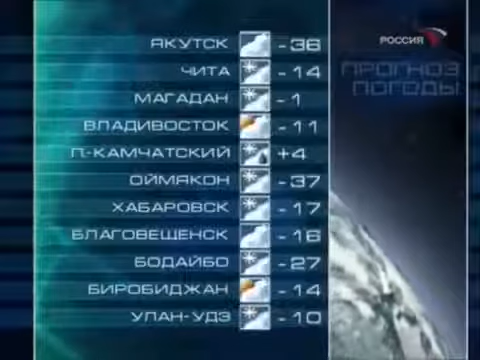 ЯКУТСК -36
РОССИЯ
ЧИТА -14
ПРОГНОЗ
ПОГОДЫ
МАГАДАН -1
ВЛАДИВОСТОК -11
П-КАМЧАТСКИЙ +4
ОЙМЯКОН -37
ХАБАРОВСК -17
БЛАГОВЕЩЕНСК -16
БОДАЙБО -27
БИРОБИДЖАН -14
УЛАН-УДЭ -10